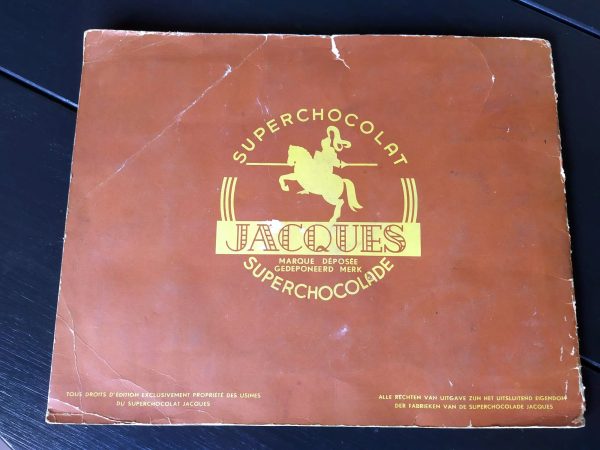 SUPERCHOCOLAT
JACQUES
MARQUE DÉPOSÉE
GEDEPONEERD MERK
SUPERCHOCOLADE
TOUS DROITS D'ÉDITION EXCLUSIVEMENT PROPRIÉTÉ DES USINES
DU SUPERCHOCOLAT JACQUES
ALLE RECHTEN VAN UITGAVE ZIJN HET UITSLUITEND EIGENDOM
DER FABRIEKEN VAN DE SUPERCHOCOLADE JACQUES